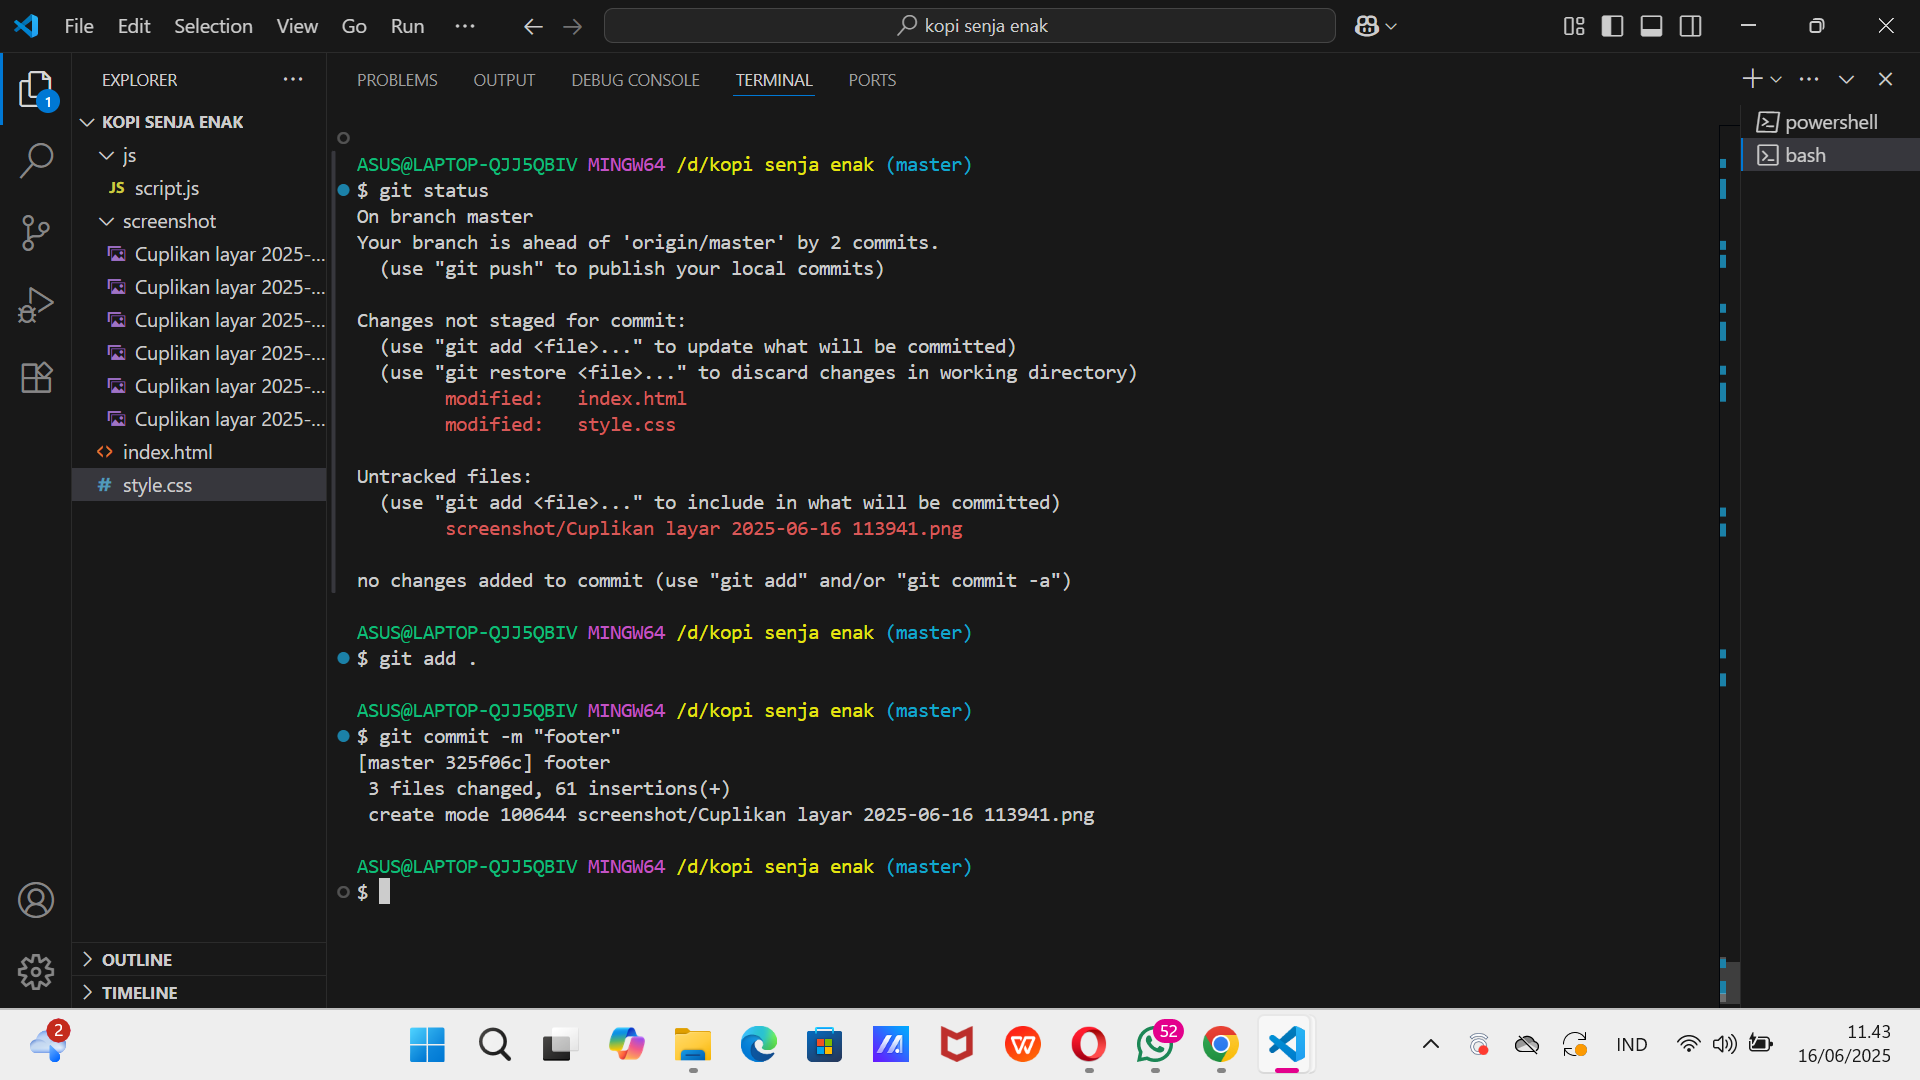 File Edit Selection View Go Run ...
kopi senja enak
EXPLORER
PROBLEMS OUTPUT DEBUG CONSOLE TERMINAL PORTS
1
KOPI SENJA ENAK
js
JS script.js
screenshot
Cuplikan layar 2025-...
Cuplikan layar 2025-...
Cuplikan layar 2025-...
Cuplikan layar 2025-...
Cuplikan layar 2025-...
Cuplikan layar 2025-...
<> index.html
# style.css
OUTLINE
TIMELINE
ASUS@LAPTOP-QJJ5QBIV MINGW64 /d/kopi senja enak (master)
$ git status
On branch master
Your branch is ahead of 'origin/master' by 2 commits.
(use "git push" to publish your local commits)
Changes not staged for commit:
(use "git add <file>..." to update what will be committed)
(use "git restore <file>..." to discard changes in working directory)
modified: index.html
modified: style.css
Untracked files:
(use "git add <file>..." to include in what will be committed)
screenshot/Cuplikan layar 2025-06-16 113941.png
no changes added to commit (use "git add" and/or "git commit -a")
ASUS@LAPTOP-QJJ5QBIV MINGW64 /d/kopi senja enak (master)
$ git add .
ASUS@LAPTOP-QJJ5QBIV MINGW64 /d/kopi senja enak (master)
$ git commit -m "footer"
[master 325f06c] footer
3 files changed, 61 insertions(+)
create mode 100644 screenshot/Cuplikan layar 2025-06-16 113941.png
ASUS@LAPTOP-QJJ5QBIV MINGW64 /d/kopi senja enak (master)
$
powershell
bash
2
52
IND
11.43
16/06/2025